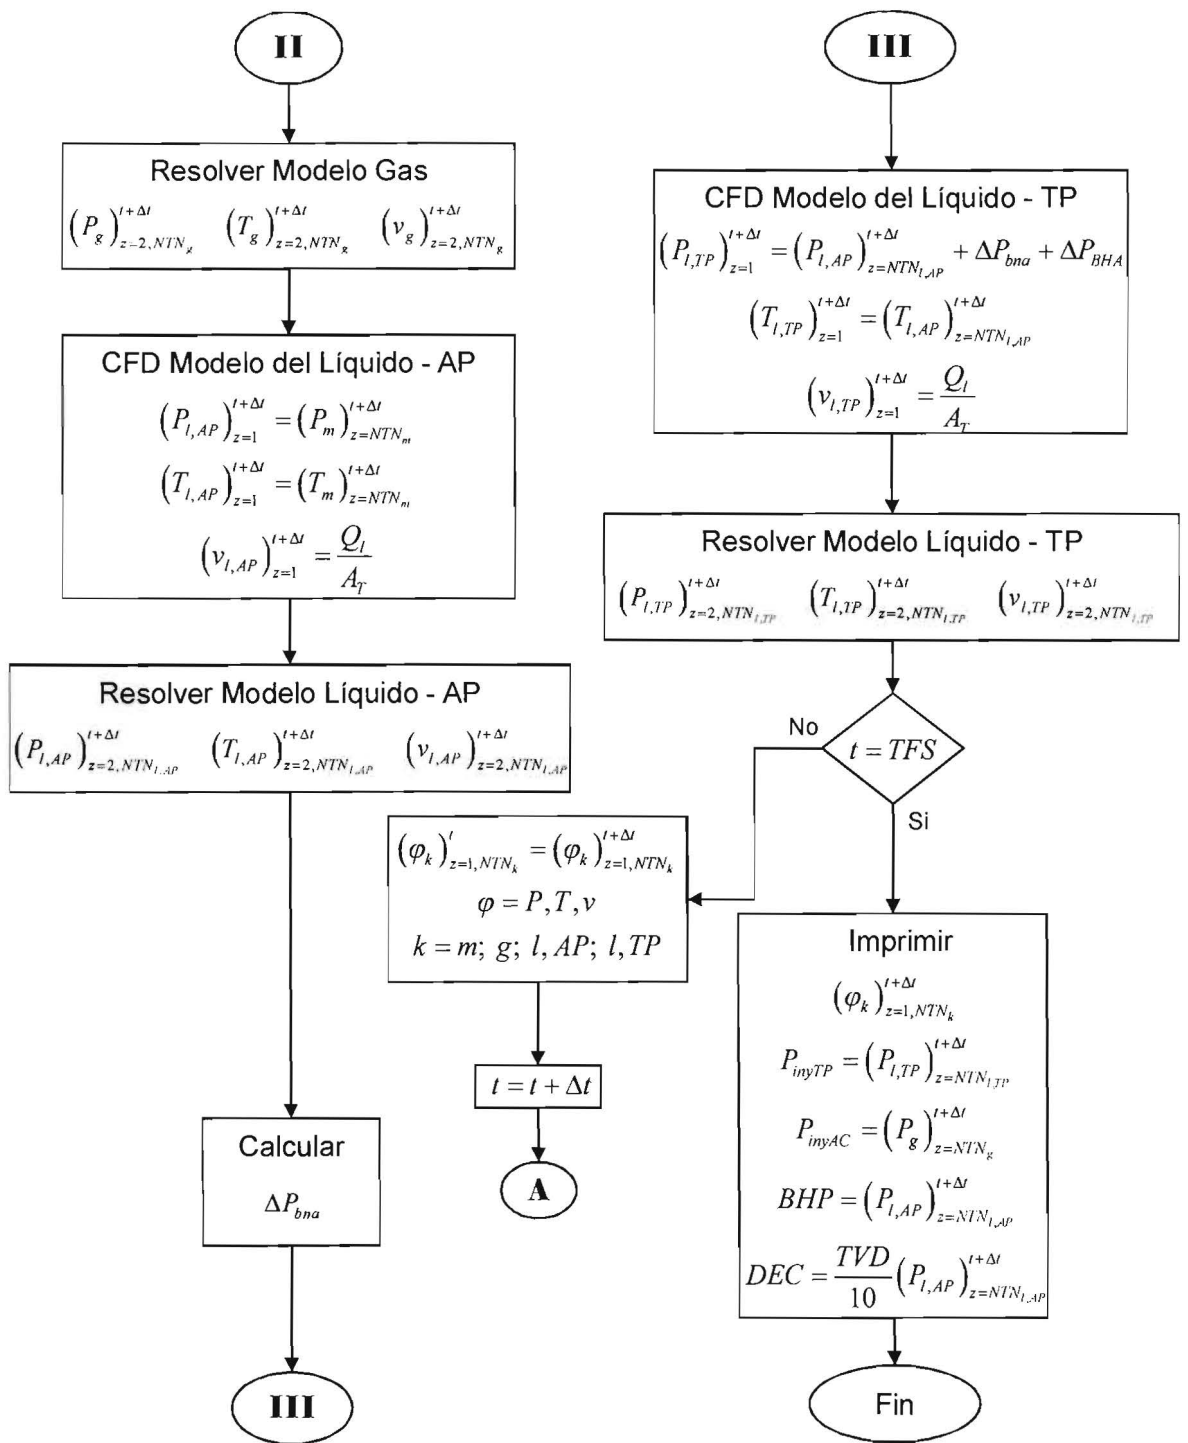 II
Resolver Modelo Gas
(P_g)^{t+Δt}_{z=2,NTN_g} (T_g)^{t+Δt}_{z=2,NTN_g} (v_g)^{t+Δt}_{z=2,NTN_g}
CFD Modelo del Líquido - AP
(P_{l,AP})^{t+Δt}_{z=1} = (P_m)^{t+Δt}_{z=NTN_m}
(T_{l,AP})^{t+Δt}_{z=1} = (T_m)^{t+Δt}_{z=NTN_m}
(v_{l,AP})^{t+Δt}_{z=1} = Q_l / A_T
Resolver Modelo Líquido - AP
(P_{l,AP})^{t+Δt}_{z=2,NTN_{l,AP}} (T_{l,AP})^{t+Δt}_{z=2,NTN_{l,AP}} (v_{l,AP})^{t+Δt}_{z=2,NTN_{l,AP}}
Calcular
ΔP_{bna}
III
III
CFD Modelo del Líquido - TP
(P_{l,TP})^{t+Δt}_{z=1} = (P_{l,AP})^{t+Δt}_{z=NTN_{l,AP}} + ΔP_{bna} + ΔP_{BHA}
(T_{l,TP})^{t+Δt}_{z=1} = (T_{l,AP})^{t+Δt}_{z=NTN_{l,AP}}
(v_{l,TP})^{t+Δt}_{z=1} = Q_l / A_T
Resolver Modelo Líquido - TP
(P_{l,TP})^{t+Δt}_{z=2,NTN_{l,TP}} (T_{l,TP})^{t+Δt}_{z=2,NTN_{l,TP}} (v_{l,TP})^{t+Δt}_{z=2,NTN_{l,TP}}
t = TFS
No
Si
(φ_k)^{t}_{z=1,NTN_k} = (φ_k)^{t+Δt}_{z=1,NTN_k}
φ = P, T, v
k = m; g; l, AP; l, TP
t = t + Δt
A
Imprimir
(φ_k)^{t+Δt}_{z=1,NTN_k}
P_{inyTP} = (P_{l,TP})^{t+Δt}_{z=NTN_{l,TP}}
P_{inyAC} = (P_g)^{t+Δt}_{z=NTN_g}
BHP = (P_{l,AP})^{t+Δt}_{z=NTN_{l,AP}}
DEC = TVD / 10 (P_{l,AP})^{t+Δt}_{z=NTN_{l,AP}}
Fin